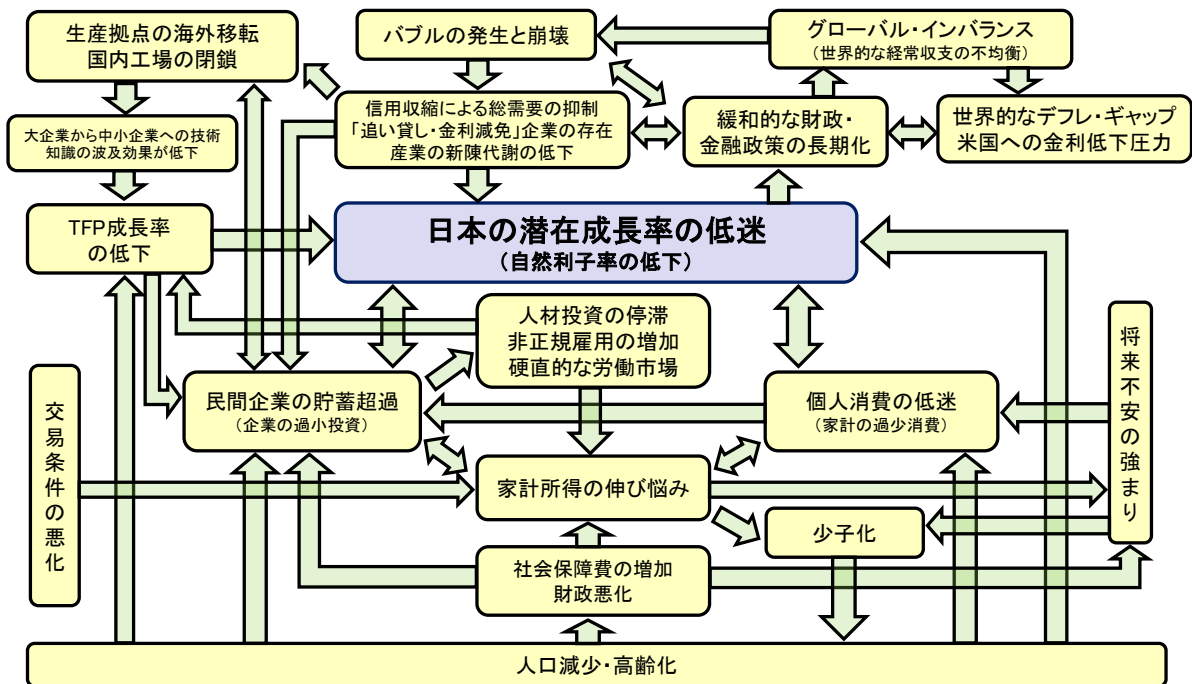 生産拠点の海外移転
国内工場の閉鎖
バブルの発生と崩壊
グローバル・インバランス
(世界的な経常収支の不均衡)
大企業から中小企業への技術
知識の波及効果が低下
信用収縮による総需要の抑制
「追い貸し・金利減免」企業の存在
産業の新陳代謝の低下
緩和的な財政・
金融政策の長期化
世界的なデフレ・ギャップ
米国への金利低下圧力
TFP成長率
の低下
日本の潜在成長率の低迷
(自然利子率の低下)
人材投資の停滞
非正規雇用の増加
硬直的な労働市場
将来不安の強まり
交易条件の悪化
民間企業の貯蓄超過
(企業の過小投資)
個人消費の低迷
(家計の過少消費)
家計所得の伸び悩み
少子化
社会保障費の増加
財政悪化
人口減少・高齢化